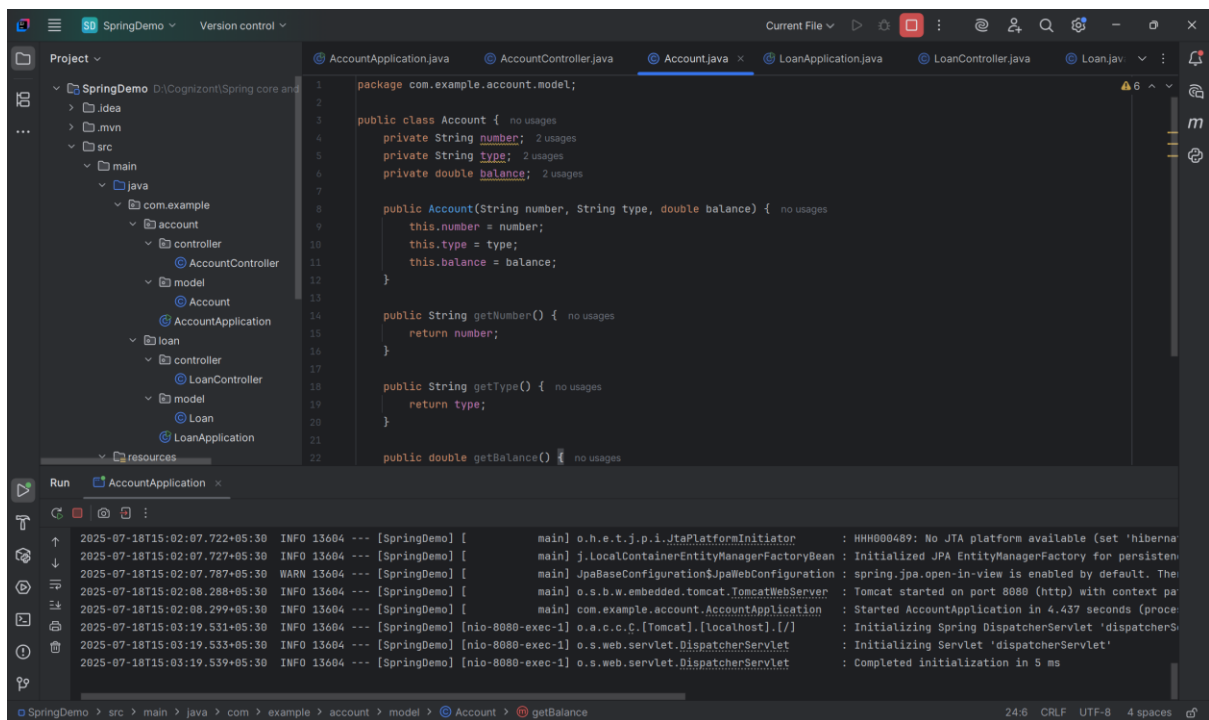 SD SpringDemo Version control Current File
Project
AccountApplication.java AccountController.java Account.java LoanApplication.java LoanController.java Loan.jav
SpringDemo D:\Cognizont\Spring core and
.idea
.mvn
src
main
java
com.example
account
controller
AccountController
model
Account
AccountApplication
loan
controller
LoanController
model
Loan
LoanApplication
resources
6
1 package com.example.account.model;
2
3 public class Account { no usages
4 private String number; 2 usages
5 private String type; 2 usages
6 private double balance; 2 usages
7
8 public Account(String number, String type, double balance) { no usages
9 this.number = number;
10 this.type = type;
11 this.balance = balance;
12 }
13
14 public String getNumber() { no usages
15 return number;
16 }
17
18 public String getType() { no usages
19 return type;
20 }
21
22 public double getBalance() { no usages
m
Run AccountApplication
2025-07-18T15:02:07.722+05:30 INFO 13604 --- [SpringDemo] [ main] o.h.e.t.j.p.i.JtaPlatformInitiator : HHH000489: No JTA platform available (set 'hiberna
2025-07-18T15:02:07.727+05:30 INFO 13604 --- [SpringDemo] [ main] j.LocalContainerEntityManagerFactoryBean : Initialized JPA EntityManagerFactory for persisten
2025-07-18T15:02:07.787+05:30 WARN 13604 --- [SpringDemo] [ main] JpaBaseConfiguration$JpaWebConfiguration : spring.jpa.open-in-view is enabled by default. The
2025-07-18T15:02:08.288+05:30 INFO 13604 --- [SpringDemo] [ main] o.s.b.w.embedded.tomcat.TomcatWebServer : Tomcat started on port 8080 (http) with context pa
2025-07-18T15:02:08.299+05:30 INFO 13604 --- [SpringDemo] [ main] com.example.account.AccountApplication : Started AccountApplication in 4.437 seconds (proce
2025-07-18T15:03:19.531+05:30 INFO 13604 --- [SpringDemo] [nio-8080-exec-1] o.a.c.c.C.[Tomcat].[localhost].[/] : Initializing Spring DispatcherServlet 'dispatcherS
2025-07-18T15:03:19.533+05:30 INFO 13604 --- [SpringDemo] [nio-8080-exec-1] o.s.web.servlet.DispatcherServlet : Initializing Servlet 'dispatcherServlet'
2025-07-18T15:03:19.539+05:30 INFO 13604 --- [SpringDemo] [nio-8080-exec-1] o.s.web.servlet.DispatcherServlet : Completed initialization in 5 ms
SpringDemo > src > main > java > com > example > account > model > Account > getBalance 24:6 CRLF UTF-8 4 spaces